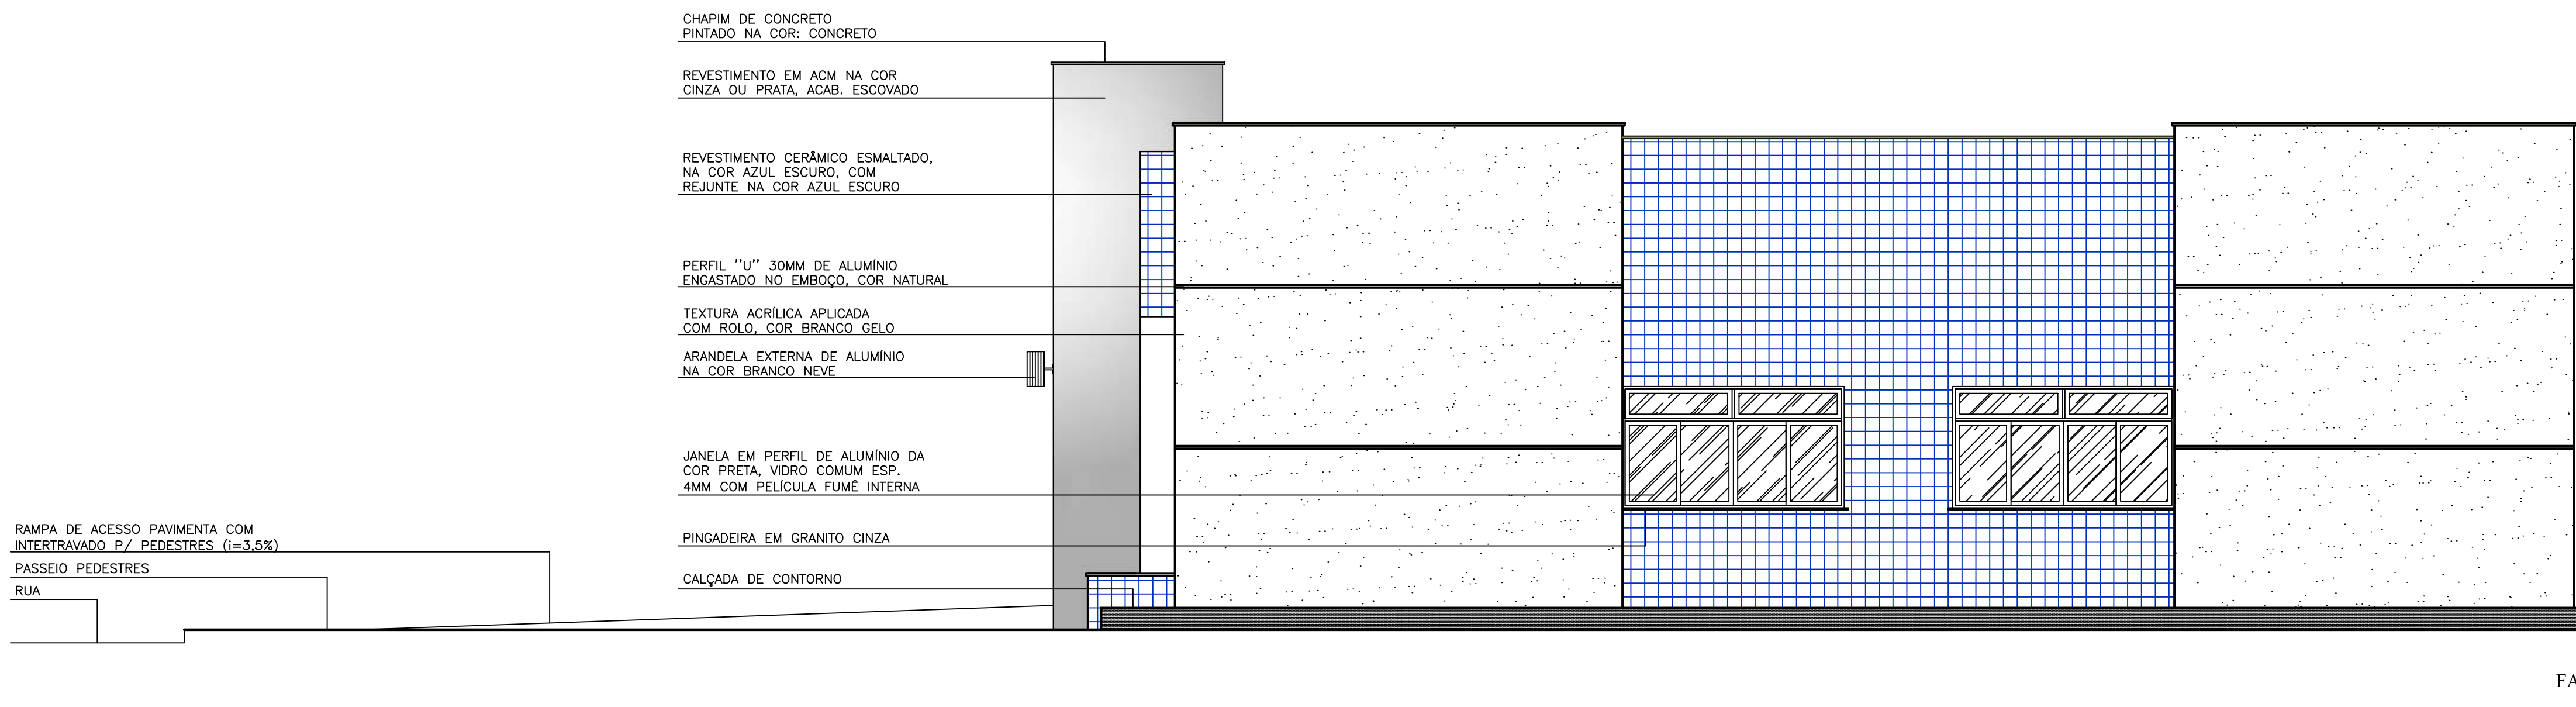 CHAPIM DE CONCRETO
PINTADO NA COR: CONCRETO
REVESTIMENTO EM ACM NA COR
CINZA OU PRATA, ACAB. ESCOVADO
REVESTIMENTO CERÂMICO ESMALTADO,
NA COR AZUL ESCURO, COM
REJUNTE NA COR AZUL ESCURO
PERFIL "U" 30MM DE ALUMÍNIO
ENGASTADO NO EMBOÇO, COR NATURAL
TEXTURA ACRÍLICA APLICADA
COM ROLO, COR BRANCO GELO
ARANDELA EXTERNA DE ALUMÍNIO
NA COR BRANCO NEVE
JANELA EM PERFIL DE ALUMÍNIO DA
COR PRETA, VIDRO COMUM ESP.
4MM COM PELÍCULA FUMÊ INTERNA
PINGADEIRA EM GRANITO CINZA
CALÇADA DE CONTORNO
RAMPA DE ACESSO PAVIMENTA COM
INTERTRAVADO P/ PEDESTRES (i=3,5%)
PASSEIO PEDESTRES
RUA
FA